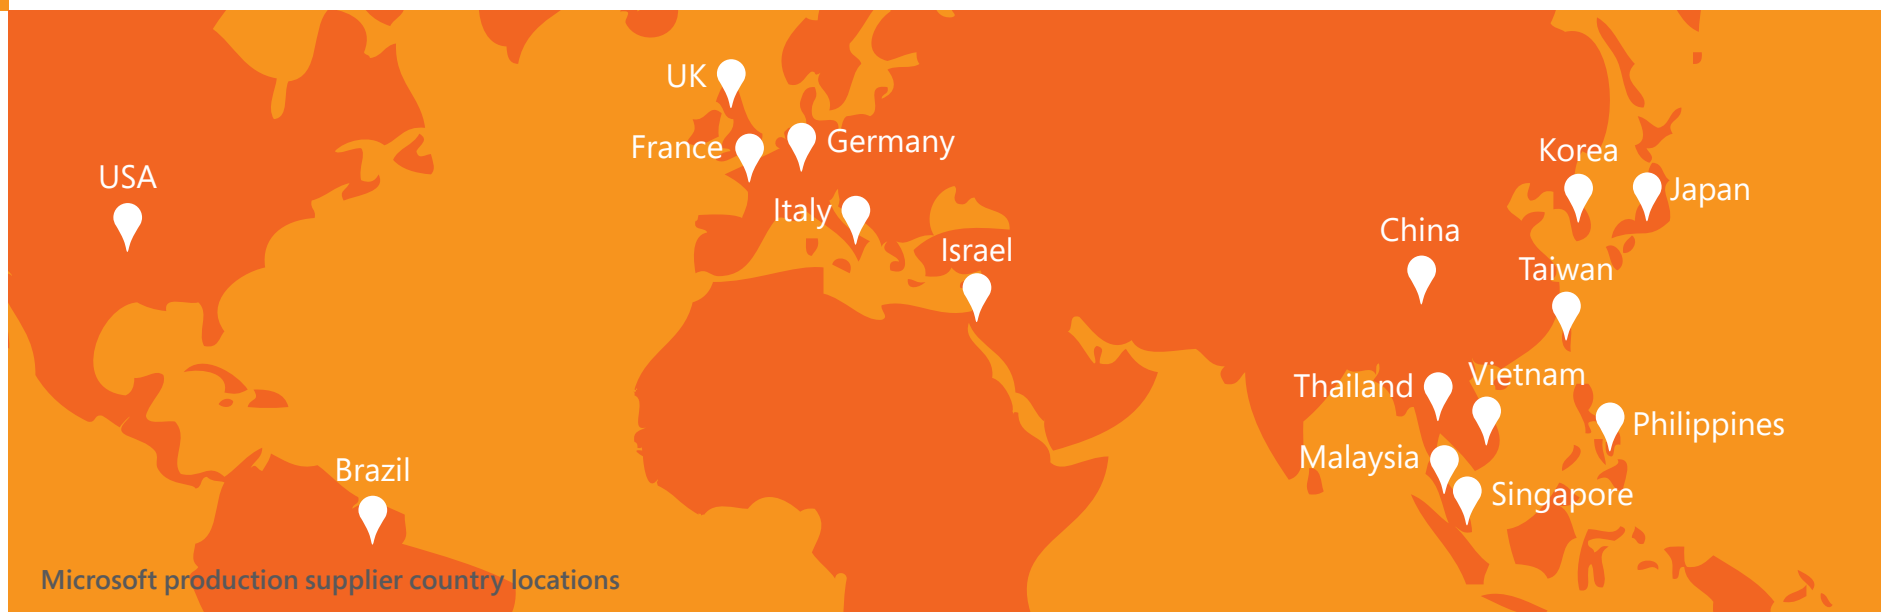 UK
France
Germany
USA
Italy
Israel
Korea
Japan
China
Taiwan
Thailand
Vietnam
Philippines
Malaysia
Singapore
Brazil
Microsoft production supplier country locations